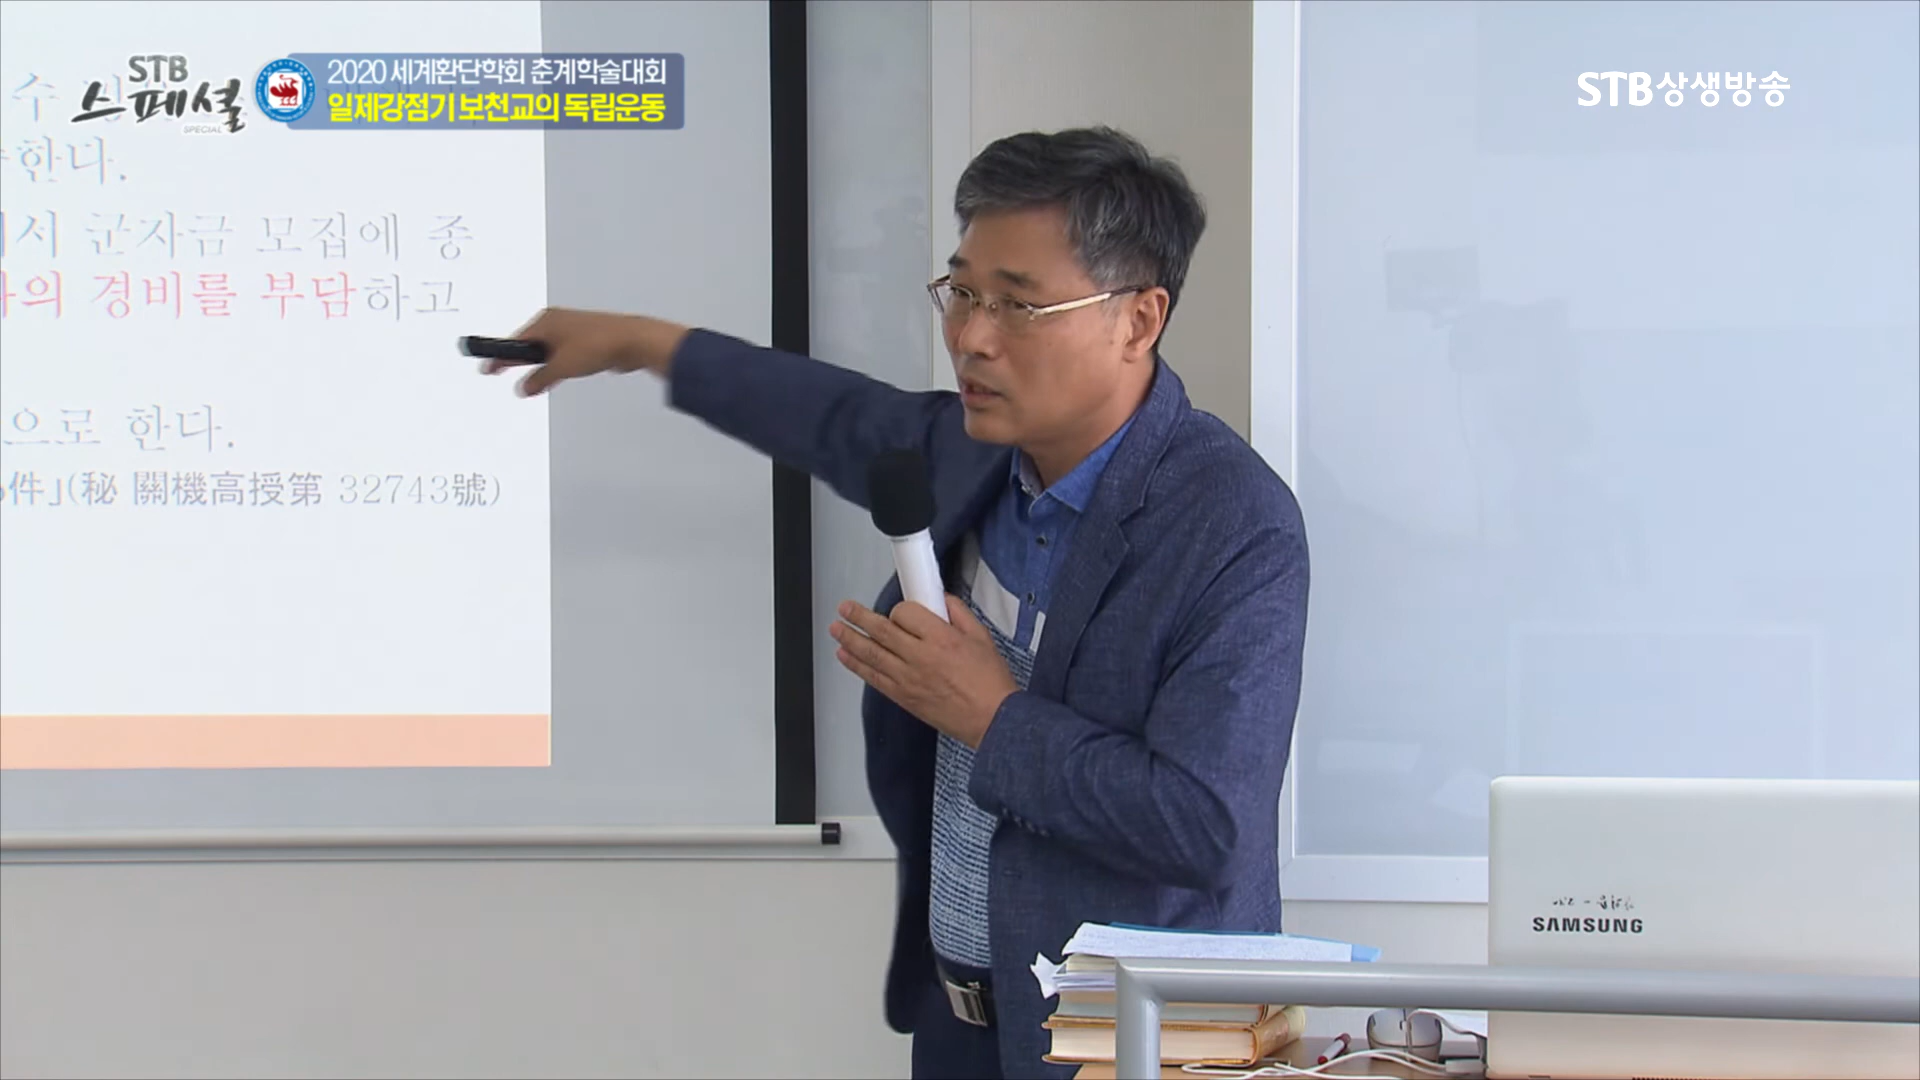 STB
스페셜
SPECIAL
2020 세계환단학회 춘계학술대회
일제강점기 보천교의 독립운동
STB상생방송
수
한다.
서 군자금 모집에 종
의 경비를 부담하고
으로 한다.
件」(秘 關機高授第 32743號)
SAMSUNG